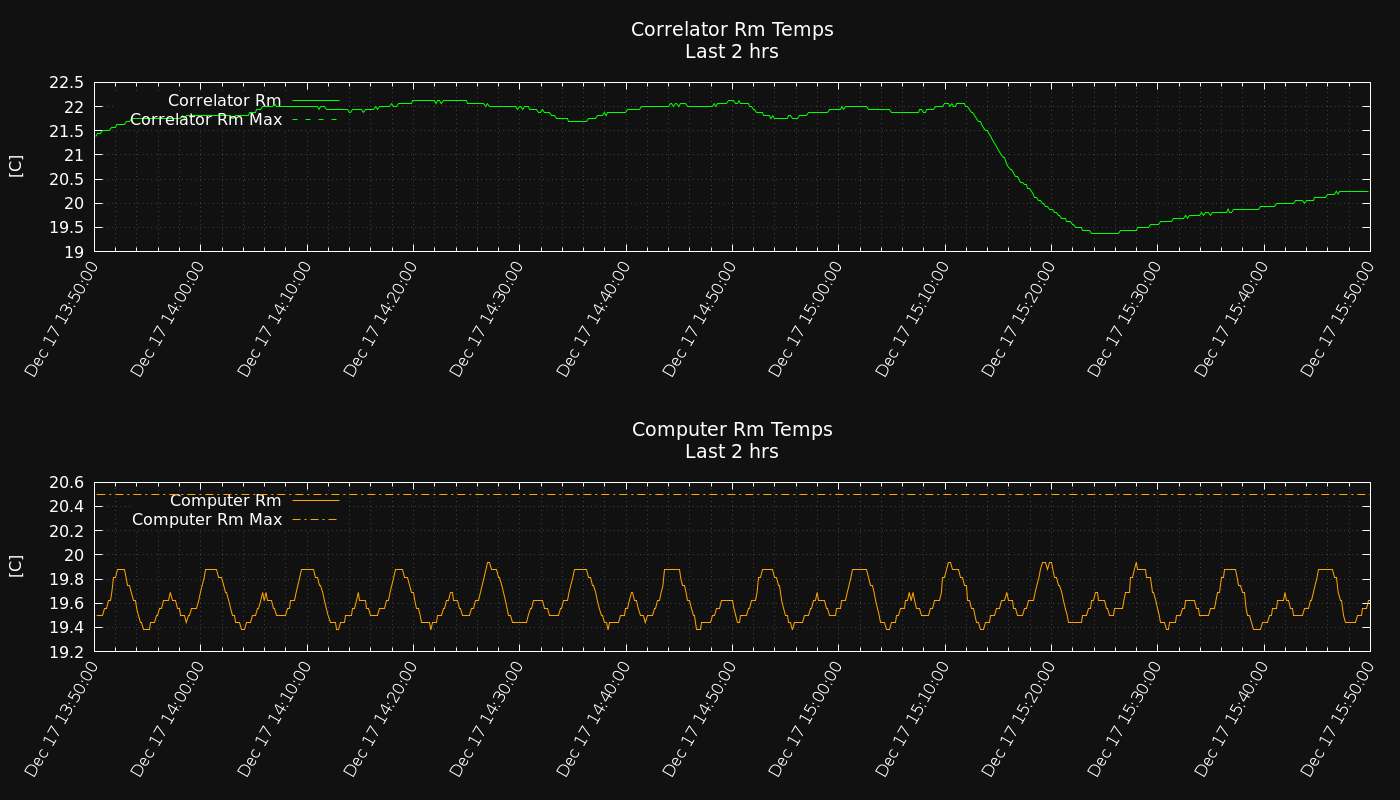 Correlator Rm Temps
Last 2 hrs
[C]
22.5
22
21.5
21
20.5
20
19.5
19
Correlator Rm
Correlator Rm Max
Dec 17 13:50:00
Dec 17 14:00:00
Dec 17 14:10:00
Dec 17 14:20:00
Dec 17 14:30:00
Dec 17 14:40:00
Dec 17 14:50:00
Dec 17 15:00:00
Dec 17 15:10:00
Dec 17 15:20:00
Dec 17 15:30:00
Dec 17 15:40:00
Dec 17 15:50:00
Computer Rm Temps
Last 2 hrs
[C]
20.6
20.4
20.2
20
19.8
19.6
19.4
19.2
Computer Rm
Computer Rm Max
Dec 17 13:50:00
Dec 17 14:00:00
Dec 17 14:10:00
Dec 17 14:20:00
Dec 17 14:30:00
Dec 17 14:40:00
Dec 17 14:50:00
Dec 17 15:00:00
Dec 17 15:10:00
Dec 17 15:20:00
Dec 17 15:30:00
Dec 17 15:40:00
Dec 17 15:50:00